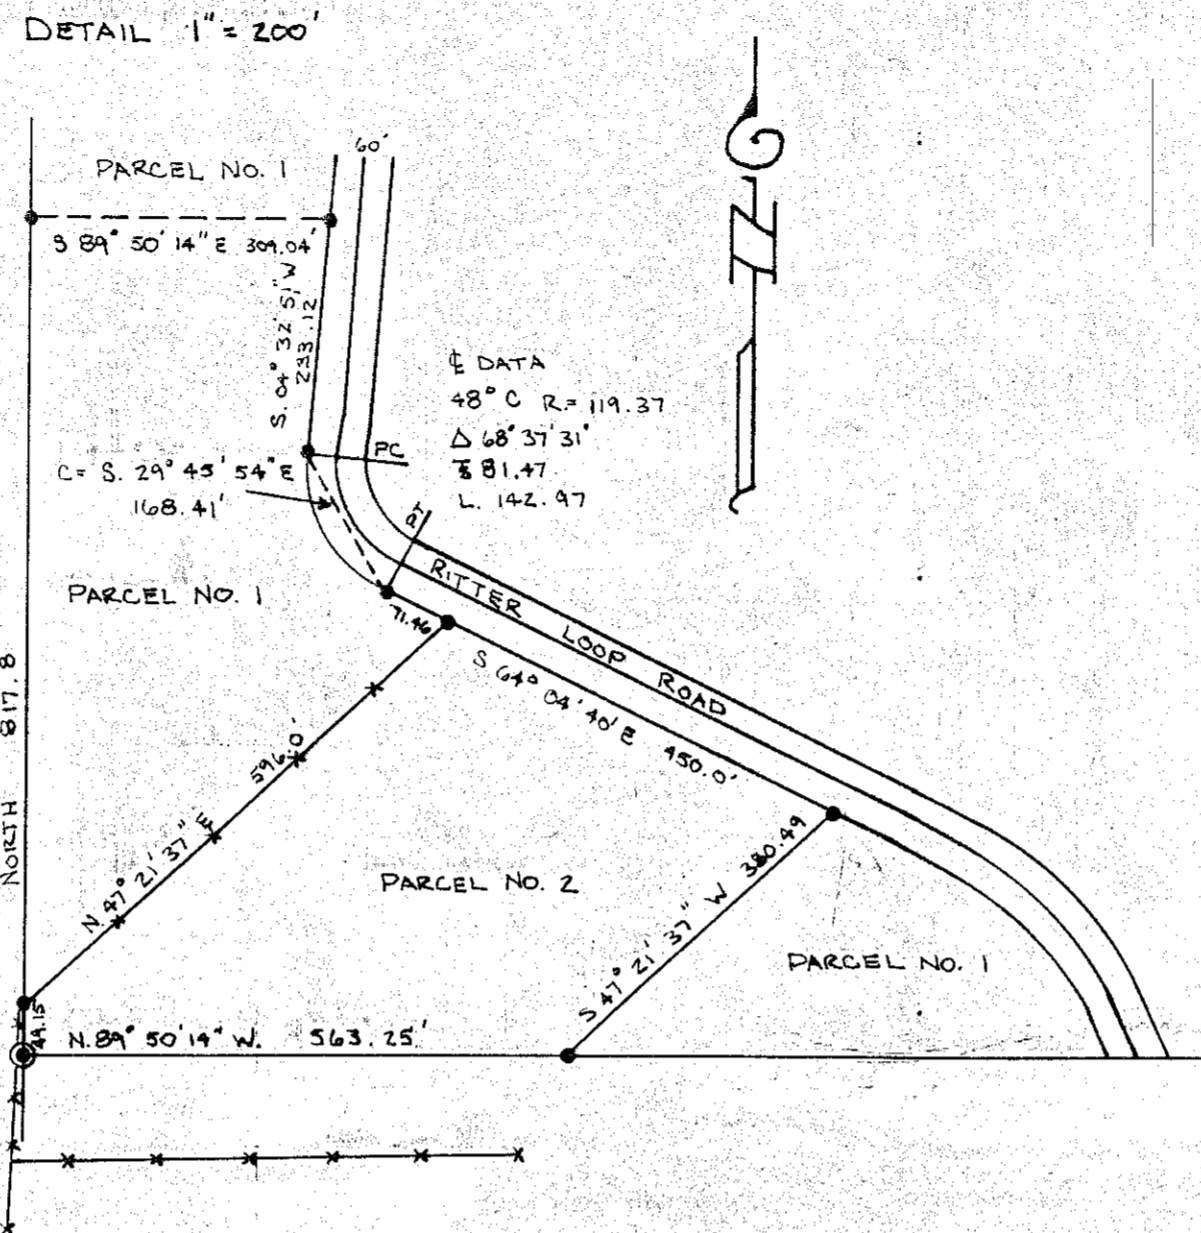 DETAIL 1" = 200'
60'
PARCEL NO. 1
N
S 89° 50' 14" E 309.04'
S. 04° 32' 51" W
233.12
℄ DATA
48° C R.= 119.37
Δ 68° 37' 31"
T 81.47
L. 142.97
PC
C = S. 29° 45' 54" E
168.41'
PT
RITTER LOOP ROAD
PARCEL NO. 1
71.46
S 64° 04' 40" E 450.0'
NORTH 817.8
N 47° 21' 37" E 596.0'
PARCEL NO. 2
S 47° 21' 37" W 380.49
PARCEL NO. 1
49.15
N. 89° 50' 14" W. 563.25'